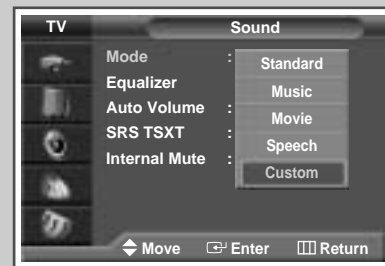 TV Sound
Mode : Standard
Equalizer Music
Auto Volume : Movie
SRS TSXT : Speech
Internal Mute : Custom
Move Enter Return